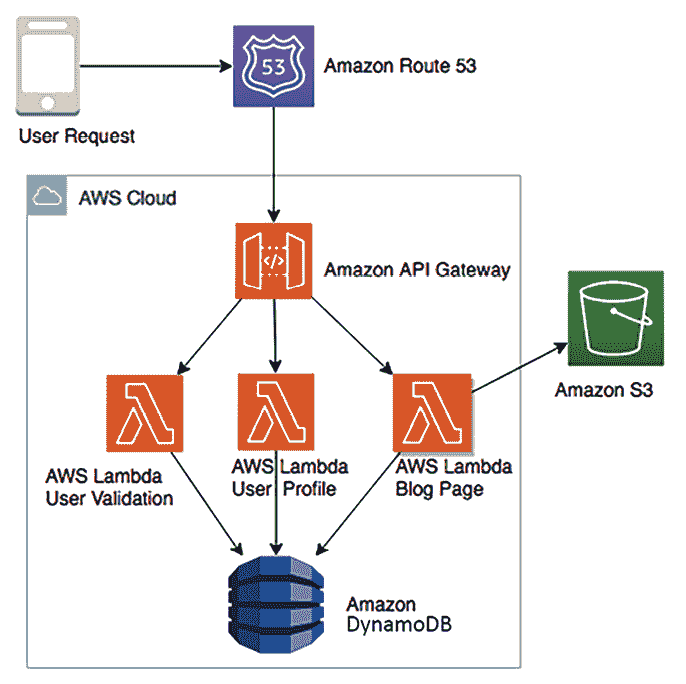 53
Amazon Route 53
User Request
AWS Cloud
</>
Amazon API Gateway
Amazon S3
AWS Lambda
User Validation
AWS Lambda
User Profile
AWS Lambda
Blog Page
Amazon
DynamoDB